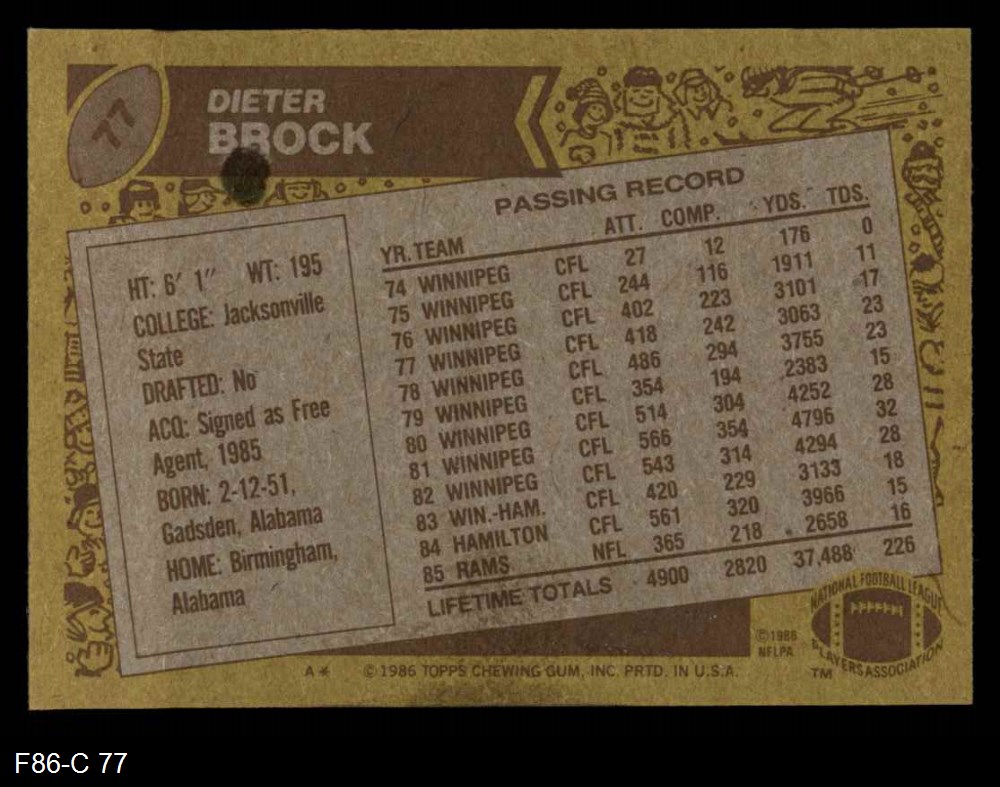 77
DIETER
BROCK
HT: 6′ 1″ WT: 195
COLLEGE: Jacksonville
State
DRAFTED: No
ACQ: Signed as Free
Agent, 1985
BORN: 2-12-51,
Gadsden, Alabama
HOME: Birmingham,
Alabama
PASSING RECORD
YR. TEAM ATT. COMP. YDS. TDS.
74 WINNIPEG CFL 27 12 176 0
75 WINNIPEG CFL 244 116 1911 11
76 WINNIPEG CFL 402 223 3101 17
77 WINNIPEG CFL 418 242 3063 23
78 WINNIPEG CFL 486 294 3755 23
79 WINNIPEG CFL 354 194 2383 15
80 WINNIPEG CFL 514 304 4252 28
81 WINNIPEG CFL 566 354 4796 32
82 WINNIPEG CFL 543 314 4294 28
83 WIN.-HAM. CFL 420 229 3133 18
84 HAMILTON CFL 561 320 3966 15
85 RAMS NFL 365 218 2658 16
LIFETIME TOTALS 4900 2820 37,488 226
NATIONAL FOOTBALL LEAGUE
PLAYERS ASSOCIATION
TM
©1986
NFLPA
A* ©1986 TOPPS CHEWING GUM, INC. PRTD. IN U.S.A.
F86-C 77